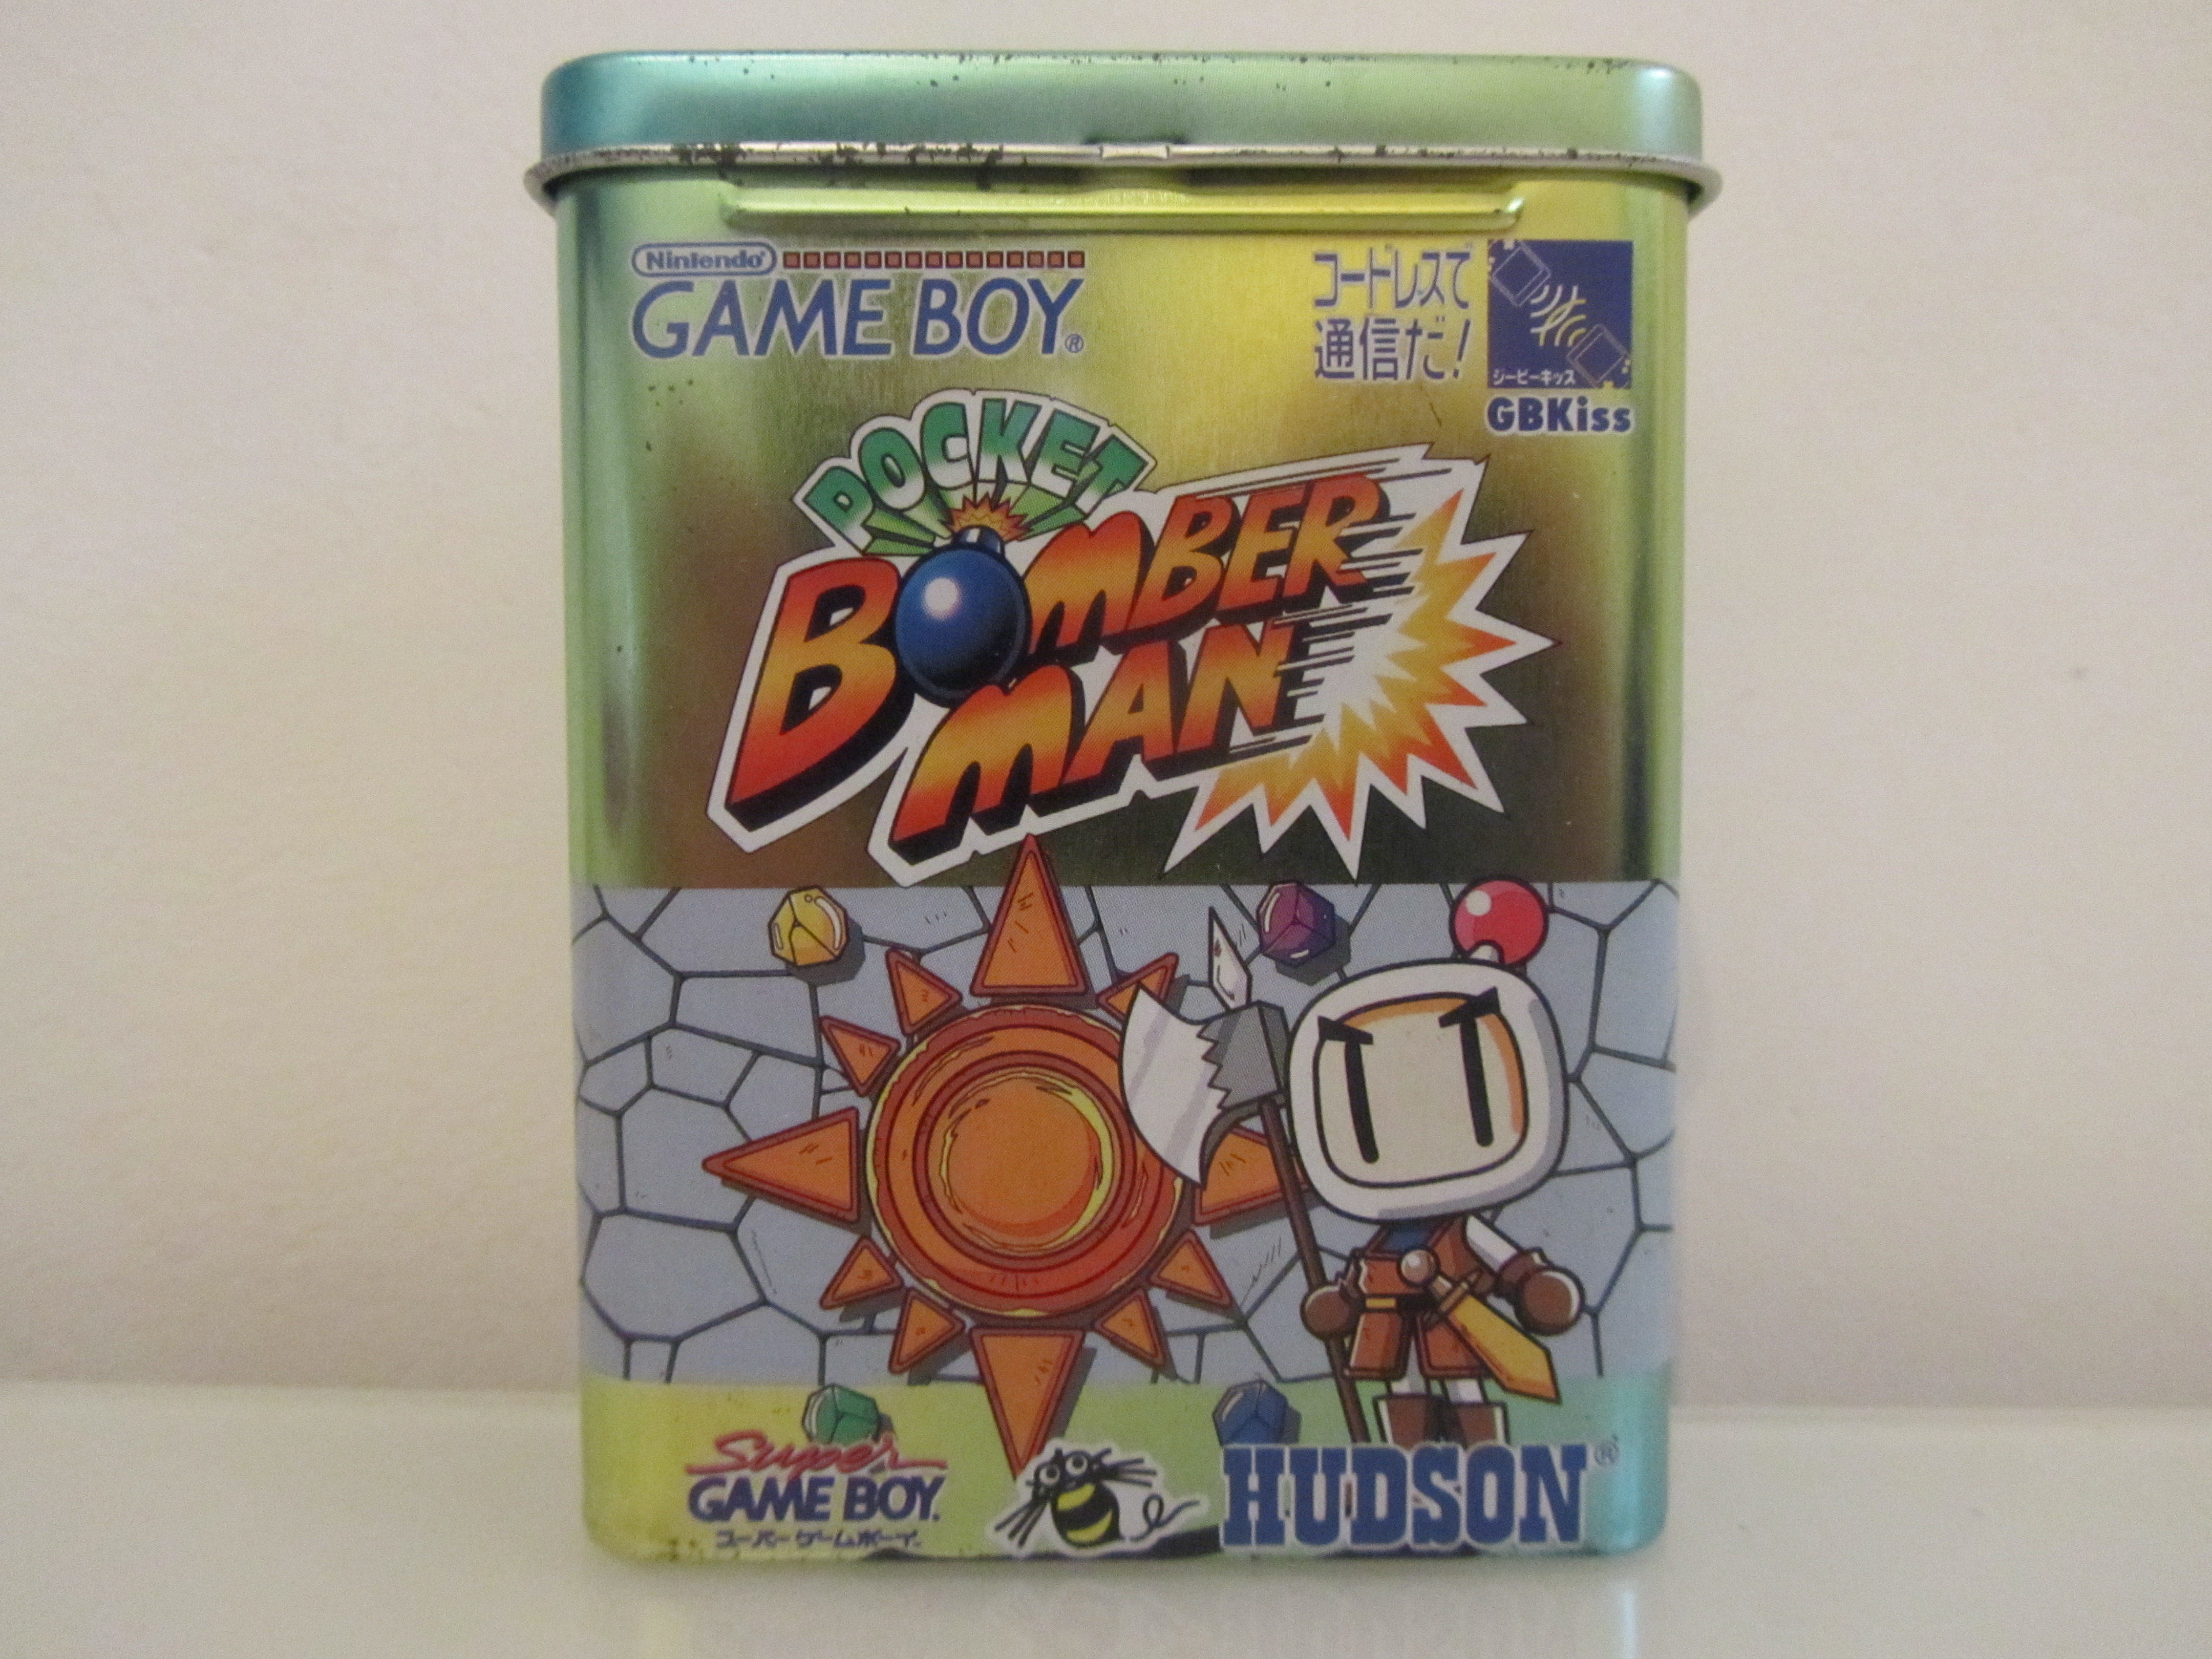 Nintendo®
GAME BOY®
コードレスで
通信だ!
ジーピーキッス
GBKiss
POCKET
BOMBER
MAN
Super
GAME BOY.
スーパーゲームボーイ
HUDSON®